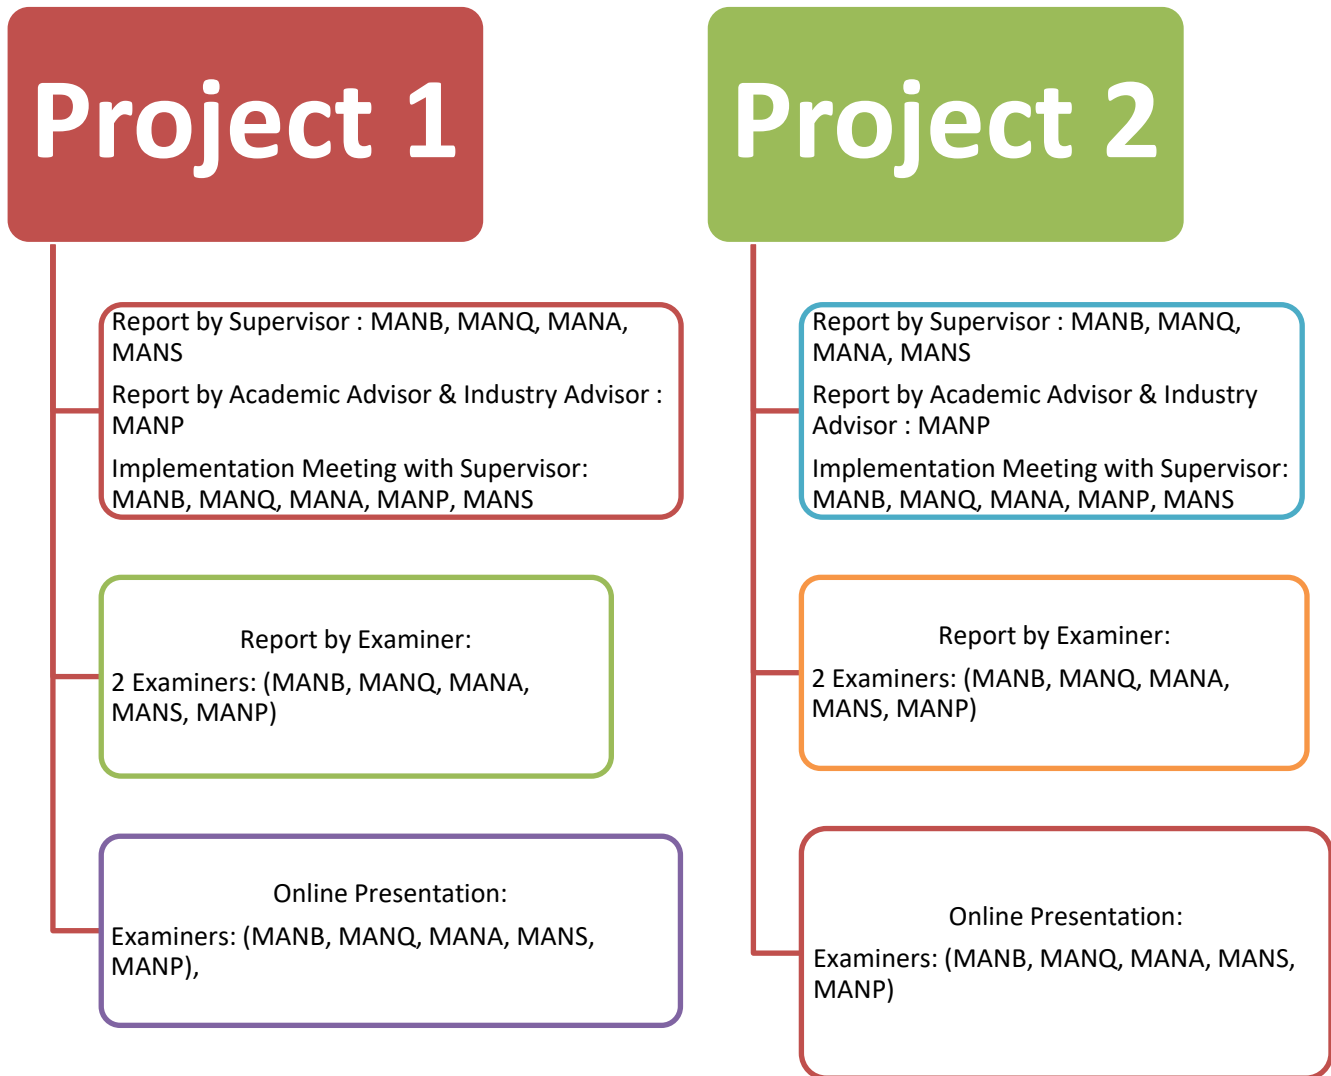 Project 1
Report by Supervisor : MANB, MANQ, MANA,
MANS
Report by Academic Advisor & Industry Advisor :
MANP
Implementation Meeting with Supervisor:
MANB, MANQ, MANA, MANP, MANS
Report by Examiner:
2 Examiners: (MANB, MANQ, MANA,
MANS, MANP)
Online Presentation:
Examiners: (MANB, MANQ, MANA, MANS,
MANP),
Project 2
Report by Supervisor : MANB, MANQ,
MANA, MANS
Report by Academic Advisor & Industry
Advisor : MANP
Implementation Meeting with Supervisor:
MANB, MANQ, MANA, MANP, MANS
Report by Examiner:
2 Examiners: (MANB, MANQ, MANA,
MANS, MANP)
Online Presentation:
Examiners: (MANB, MANQ, MANA, MANS,
MANP)